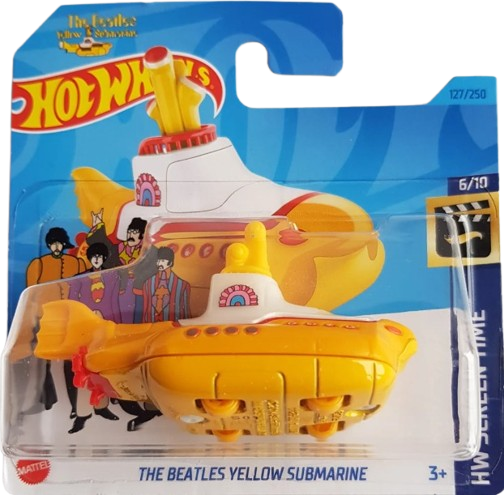 The Beatles
Yellow Submarine
HOT WHEELS
127/250
6/10
HW SCREEN TIME
MATTEL
THE BEATLES YELLOW SUBMARINE
3+